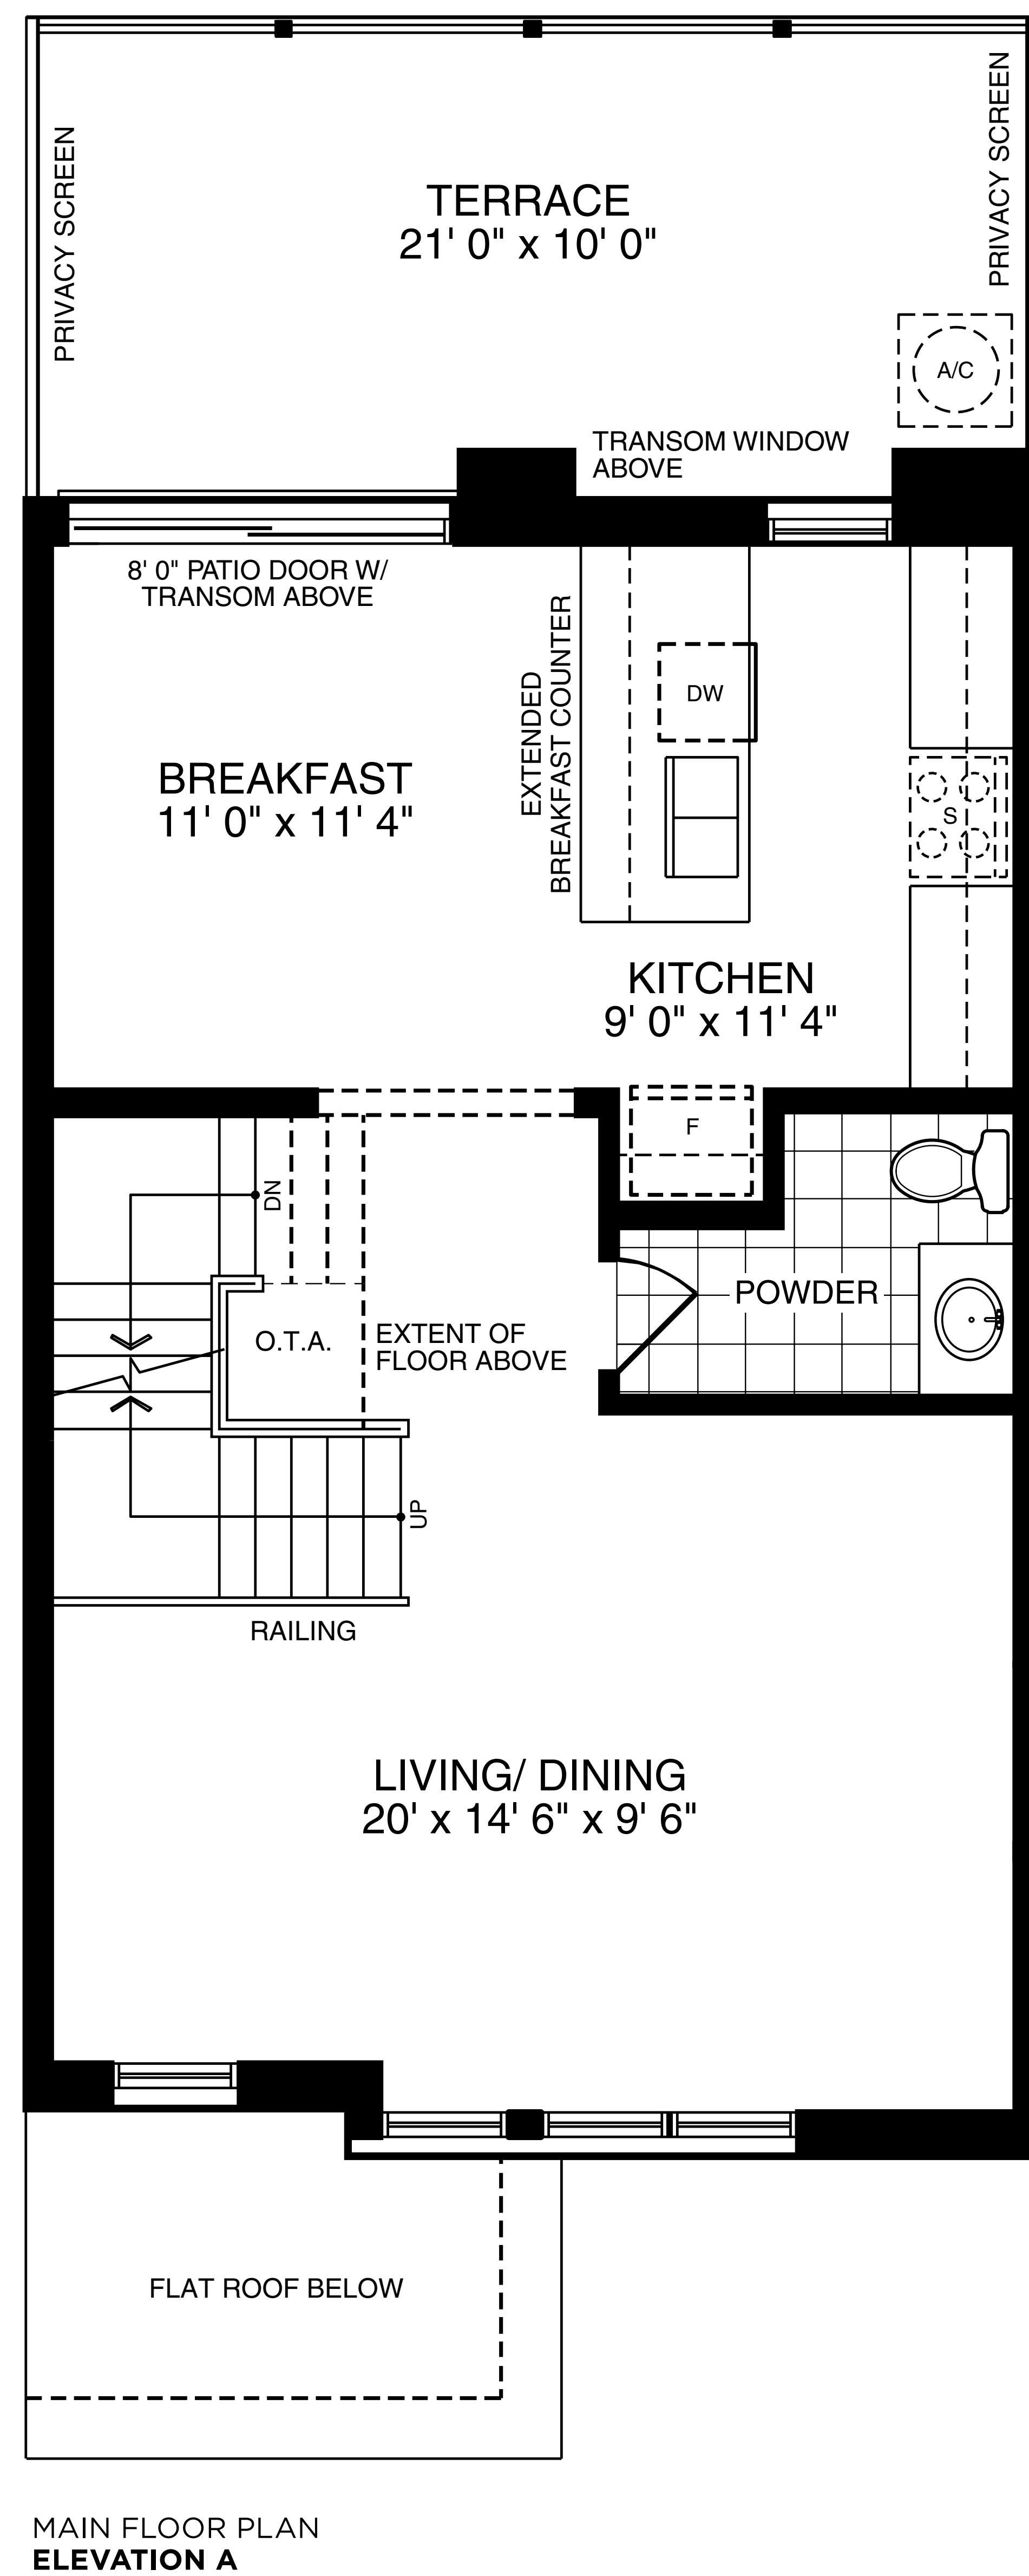 PRIVACY SCREEN
PRIVACY SCREEN
TERRACE
21' 0" x 10' 0"
A/C
TRANSOM WINDOW
ABOVE
8' 0" PATIO DOOR W/
TRANSOM ABOVE
EXTENDED
BREAKFAST COUNTER
DW
BREAKFAST
11' 0" x 11' 4"
S
KITCHEN
9' 0" x 11' 4"
F
DN
POWDER
O.T.A.
EXTENT OF
FLOOR ABOVE
UP
RAILING
LIVING/ DINING
20' x 14' 6" x 9' 6"
FLAT ROOF BELOW
MAIN FLOOR PLAN
ELEVATION A